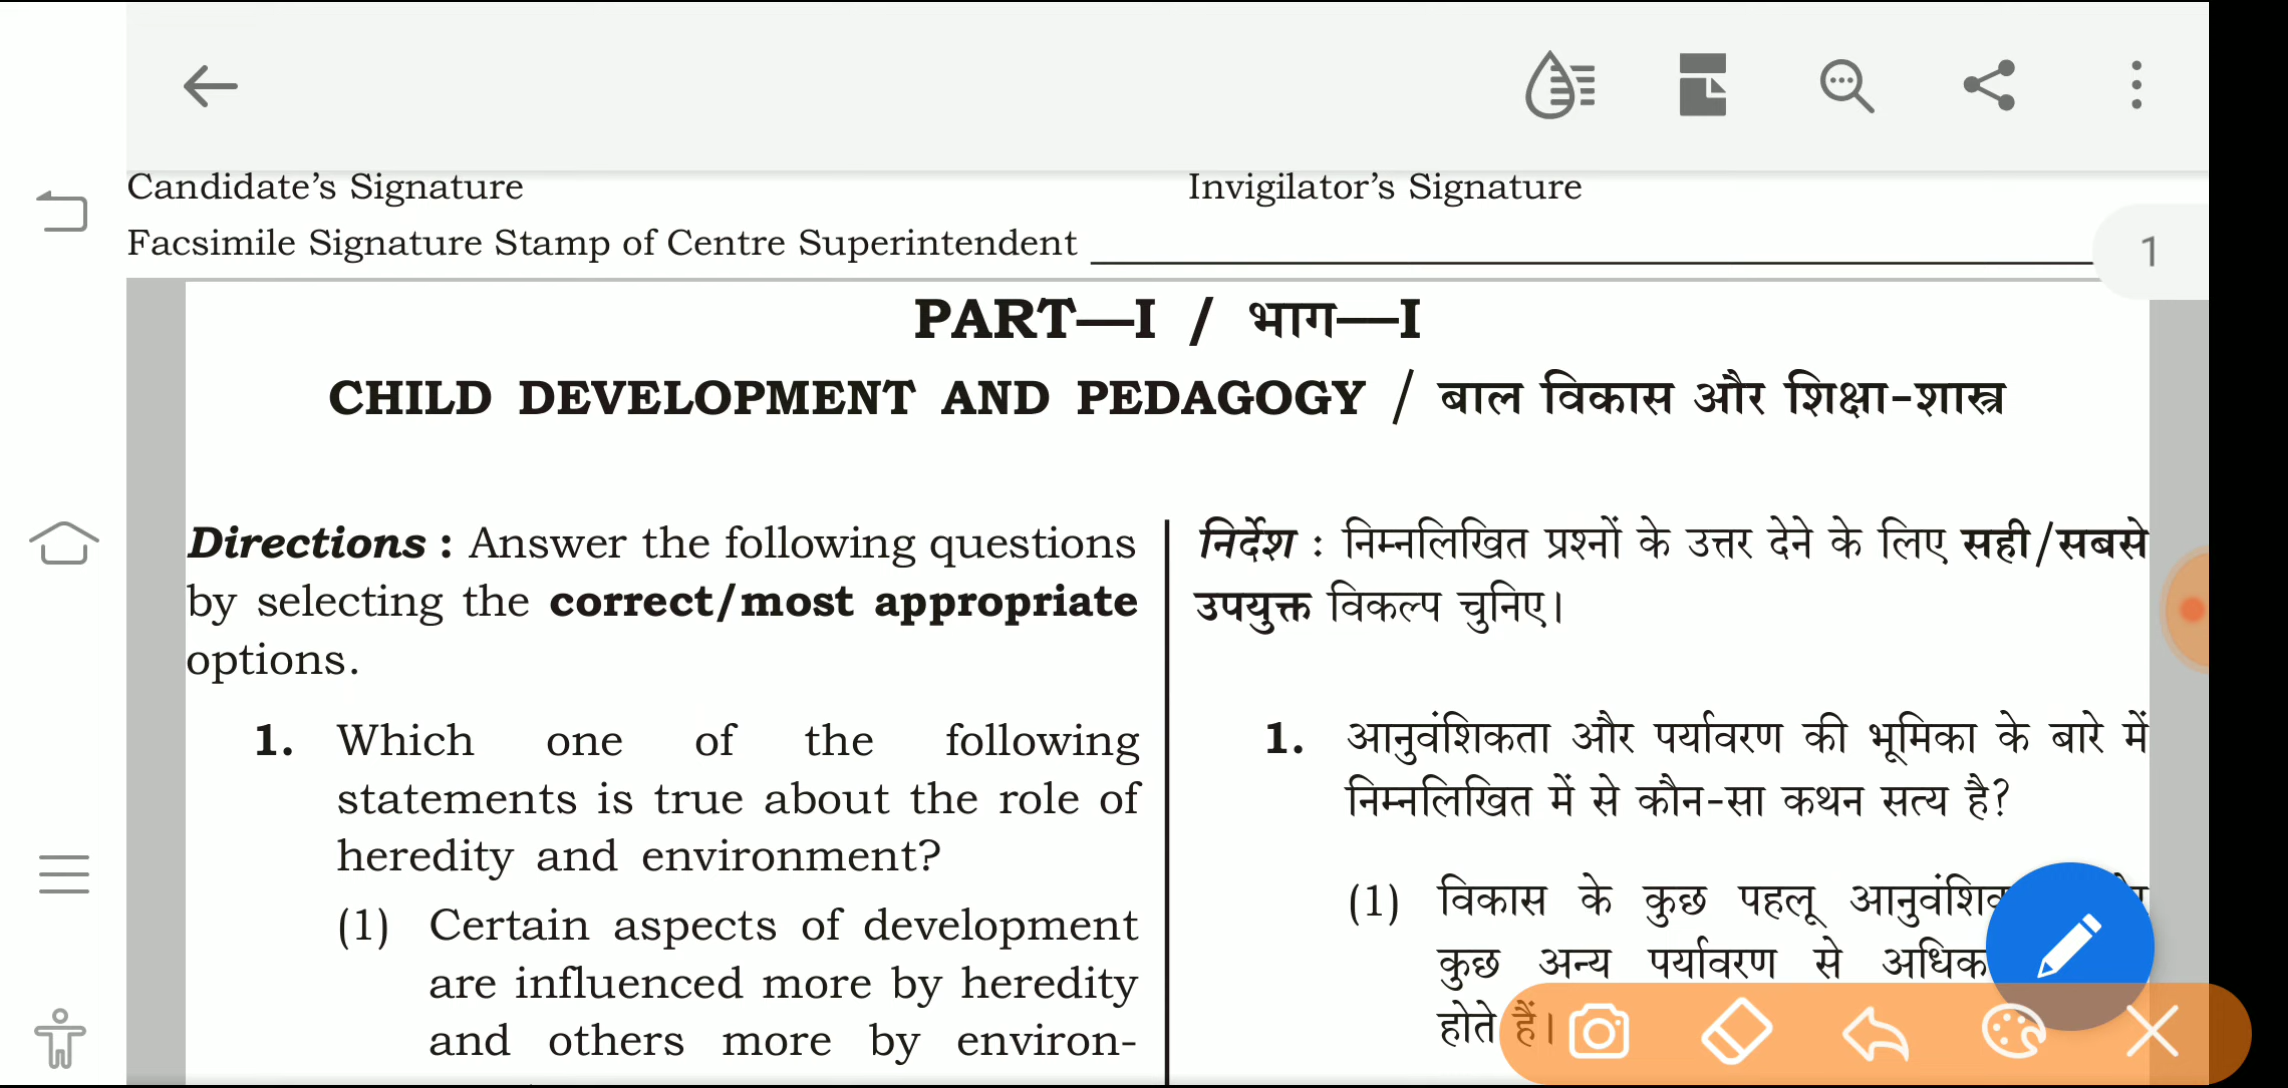 Candidate's Signature
Invigilator's Signature
Facsimile Signature Stamp of Centre Superintendent
1
PART—I / भाग—I
CHILD DEVELOPMENT AND PEDAGOGY / बाल विकास और शिक्षा-शास्त्र
Directions : Answer the following questions
by selecting the correct/most appropriate
options.
1. Which one of the following
statements is true about the role of
heredity and environment?
(1) Certain aspects of development
are influenced more by heredity
and others more by environ-
निर्देश : निम्नलिखित प्रश्नों के उत्तर देने के लिए सही/सबसे
उपयुक्त विकल्प चुनिए।
1. आनुवंशिकता और पर्यावरण की भूमिका के बारे में
निम्नलिखित में से कौन-सा कथन सत्य है?
(1) विकास के कुछ पहलू
कुछ अन्य पर्यावरण से अधिक
होते हैं।